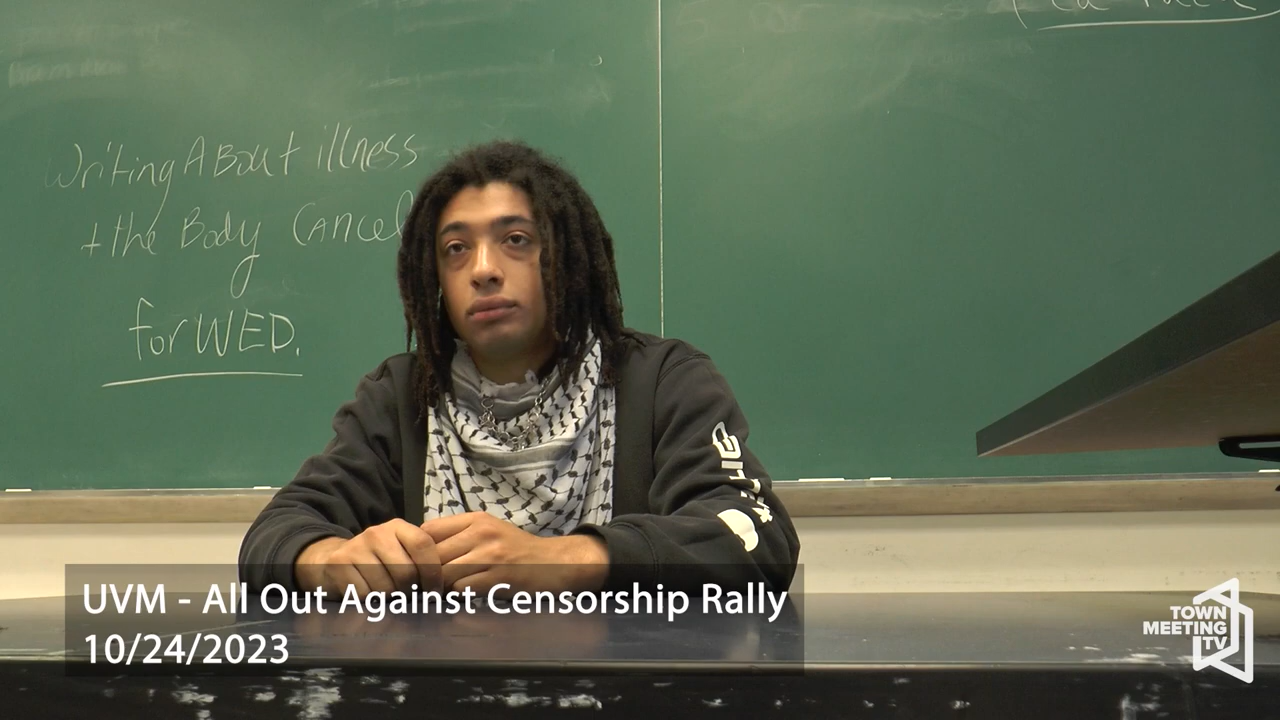 Writing About illness
+ the Body Cancel
for WED.
UVM - All Out Against Censorship Rally
10/24/2023
TOWN
MEETING
TV